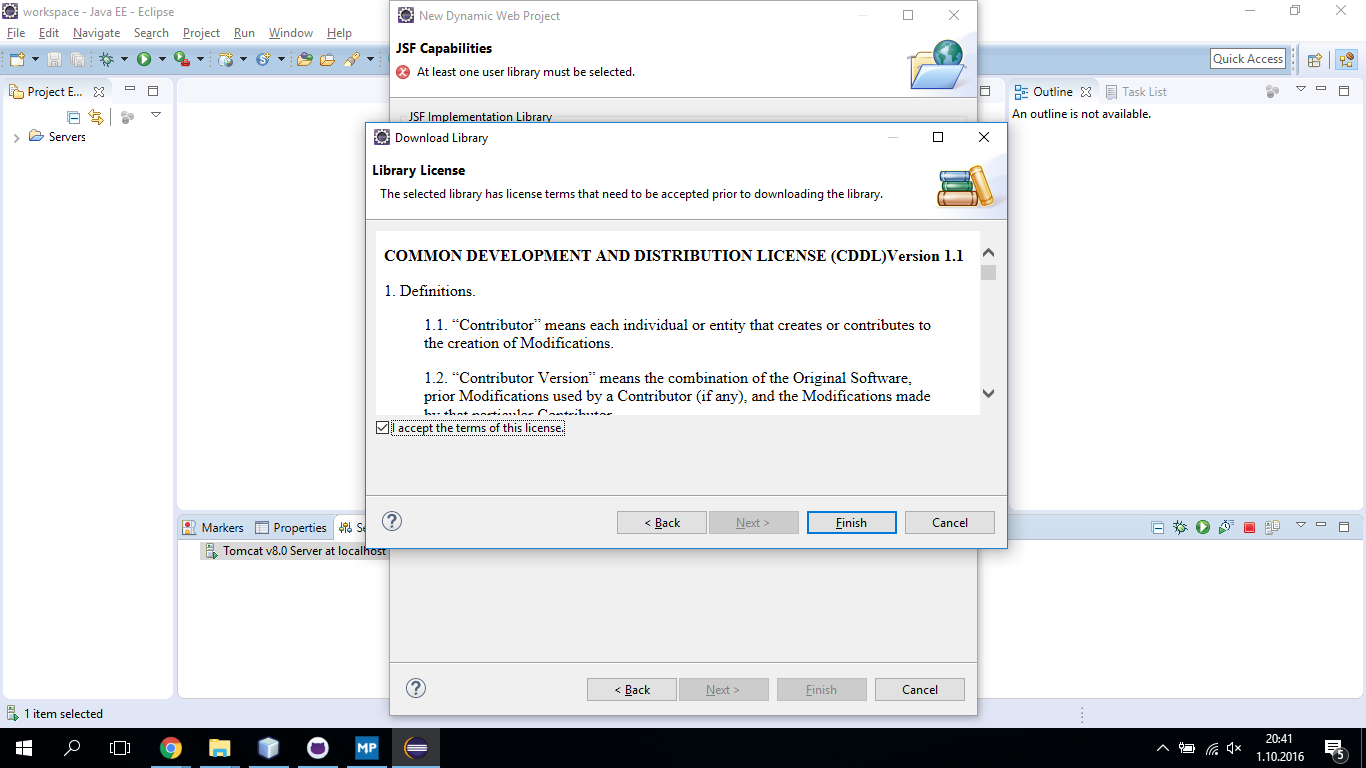 workspace - Java EE - Eclipse
File Edit Navigate Search Project Run Window Help
Quick Access
Project E...
Servers
New Dynamic Web Project
JSF Capabilities
At least one user library must be selected.
JSF Implementation Library
Download Library
Library License
The selected library has license terms that need to be accepted prior to downloading the library.
COMMON DEVELOPMENT AND DISTRIBUTION LICENSE (CDDL)Version 1.1
1. Definitions.
1.1. “Contributor” means each individual or entity that creates or contributes to
the creation of Modifications.
1.2. “Contributor Version” means the combination of the Original Software,
prior Modifications used by a Contributor (if any), and the Modifications made
by that particular Contributor.
I accept the terms of this license.
< Back Next > Finish Cancel
Outline Task List
An outline is not available.
Markers Properties Se
Tomcat v8.0 Server at localhost
< Back Next > Finish Cancel
1 item selected
MP
20:41
1.10.2016
5